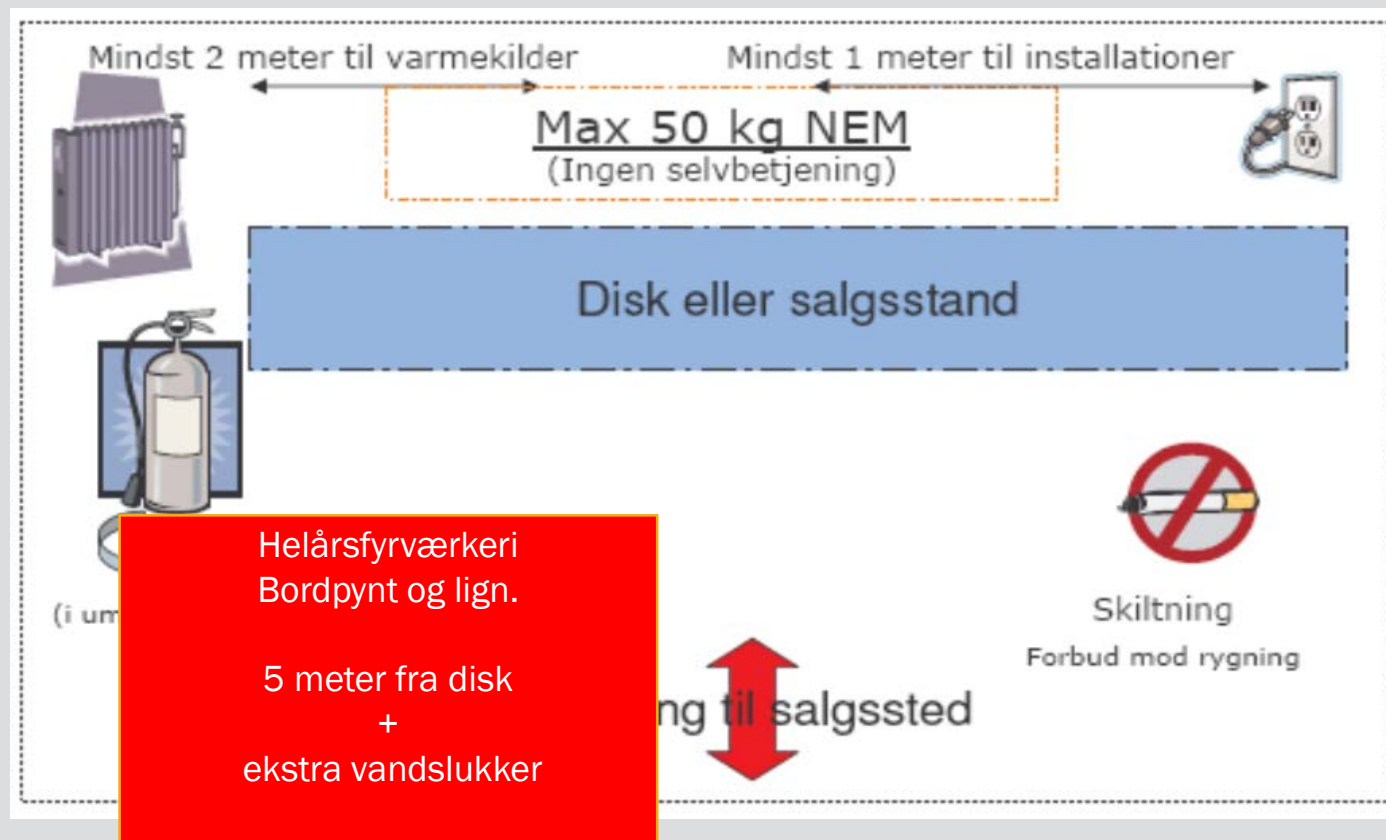 Mindst 2 meter til varmekilder
Mindst 1 meter til installationer
Max 50 kg NEM
(Ingen selvbetjening)
Disk eller salgsstand
Helårsfyrværkeri
Bordpynt og lign.
5 meter fra disk
+
ekstra vandslukker
(i
Skiltning
Forbud mod rygning
til salgssted